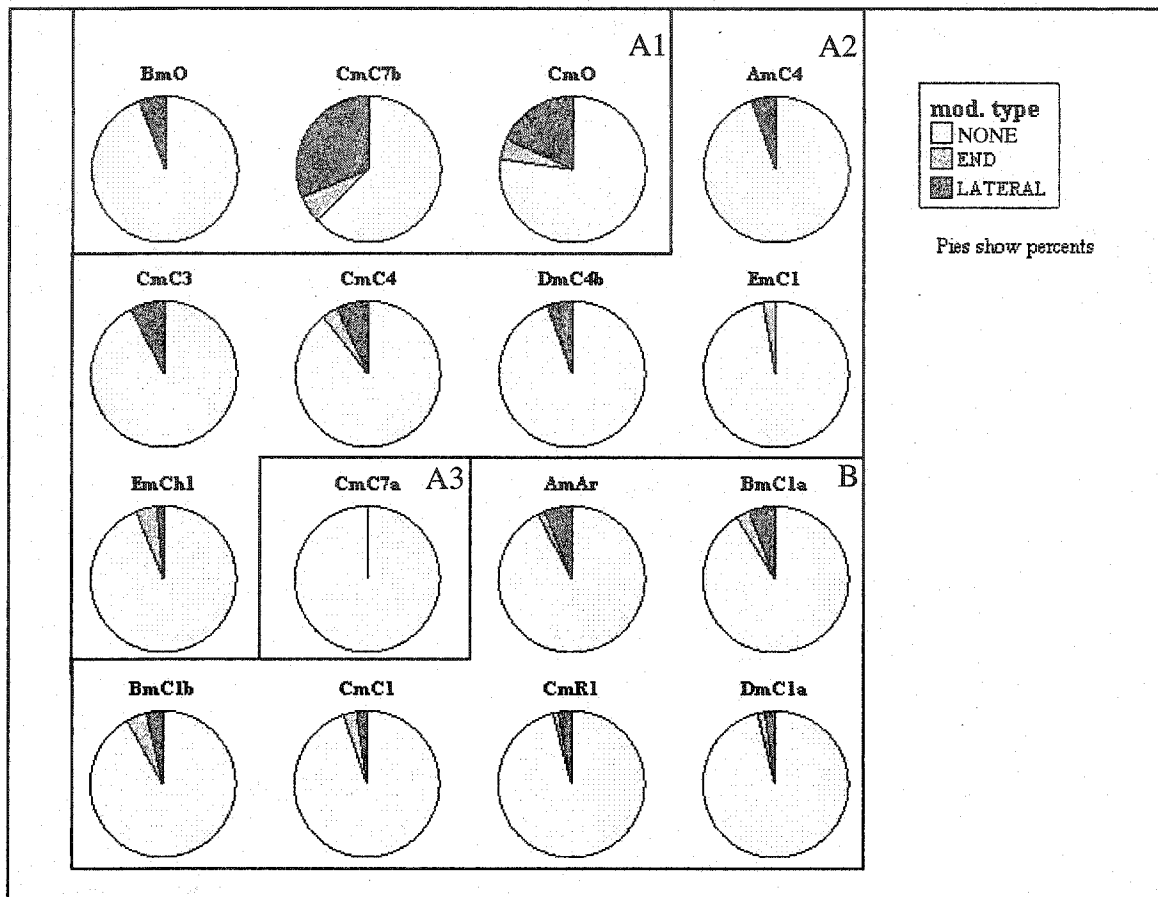 A1
A2
BmO
CmC7b
CmO
AmC4
mod. type
NONE
END
LATERAL
Pies show percents
CmC3
CmC4
DmC4b
EmC1
EmCh1
CmC7a
A3
AmAr
B
BmC1a
BmC1b
CmC1
CmR1
DmC1a